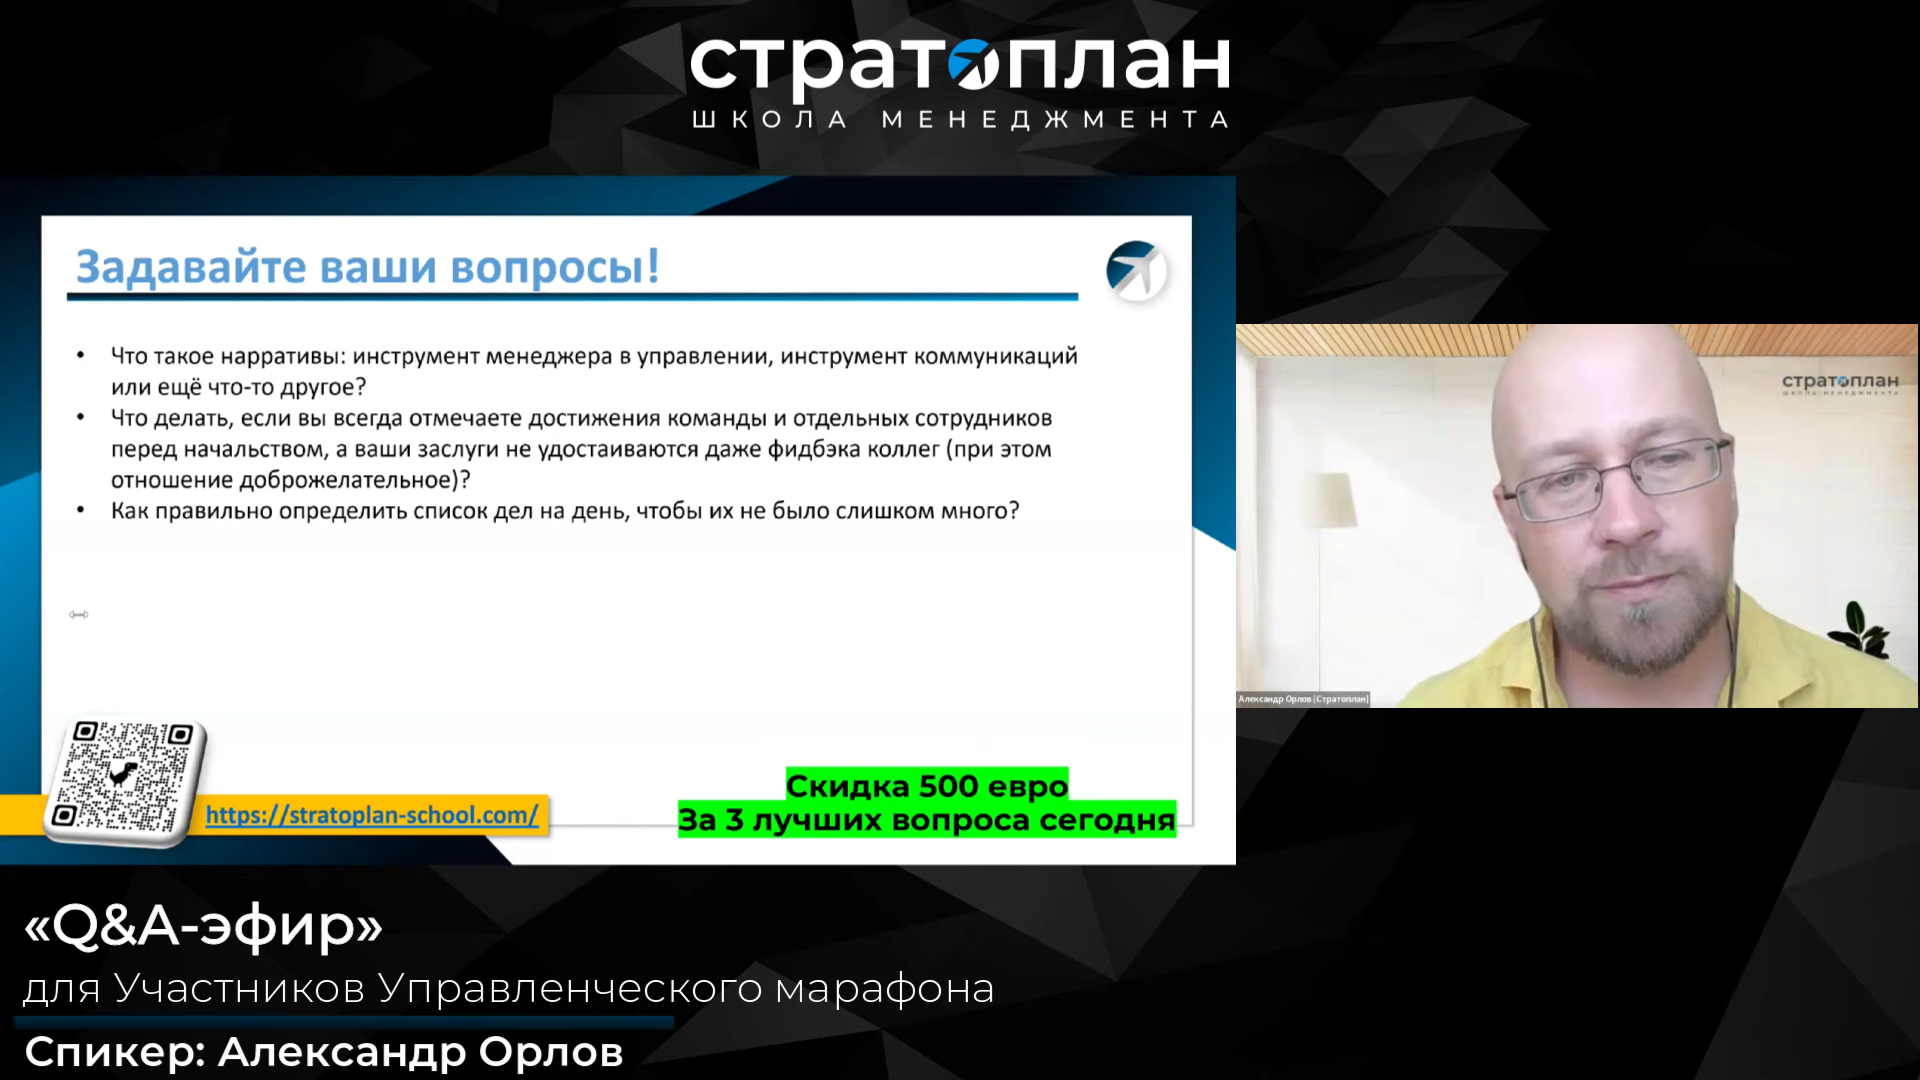 стратоплан
ШКОЛА МЕНЕДЖМЕНТА
Задавайте ваши вопросы!
• Что такое нарративы: инструмент менеджера в управлении, инструмент коммуникаций
или ещё что-то другое?
• Что делать, если вы всегда отмечаете достижения команды и отдельных сотрудников
перед начальством, а ваши заслуги не удостаиваются даже фидбэка коллег (при этом
отношение доброжелательное)?
• Как правильно определить список дел на день, чтобы их не было слишком много?
https://stratoplan-school.com/
Скидка 500 евро
За 3 лучших вопроса сегодня
стратоплан
ШКОЛА МЕНЕДЖМЕНТА
Александр Орлов [Стратоплан]
«Q&A-эфир»
для Участников Управленческого марафона
Спикер: Александр Орлов